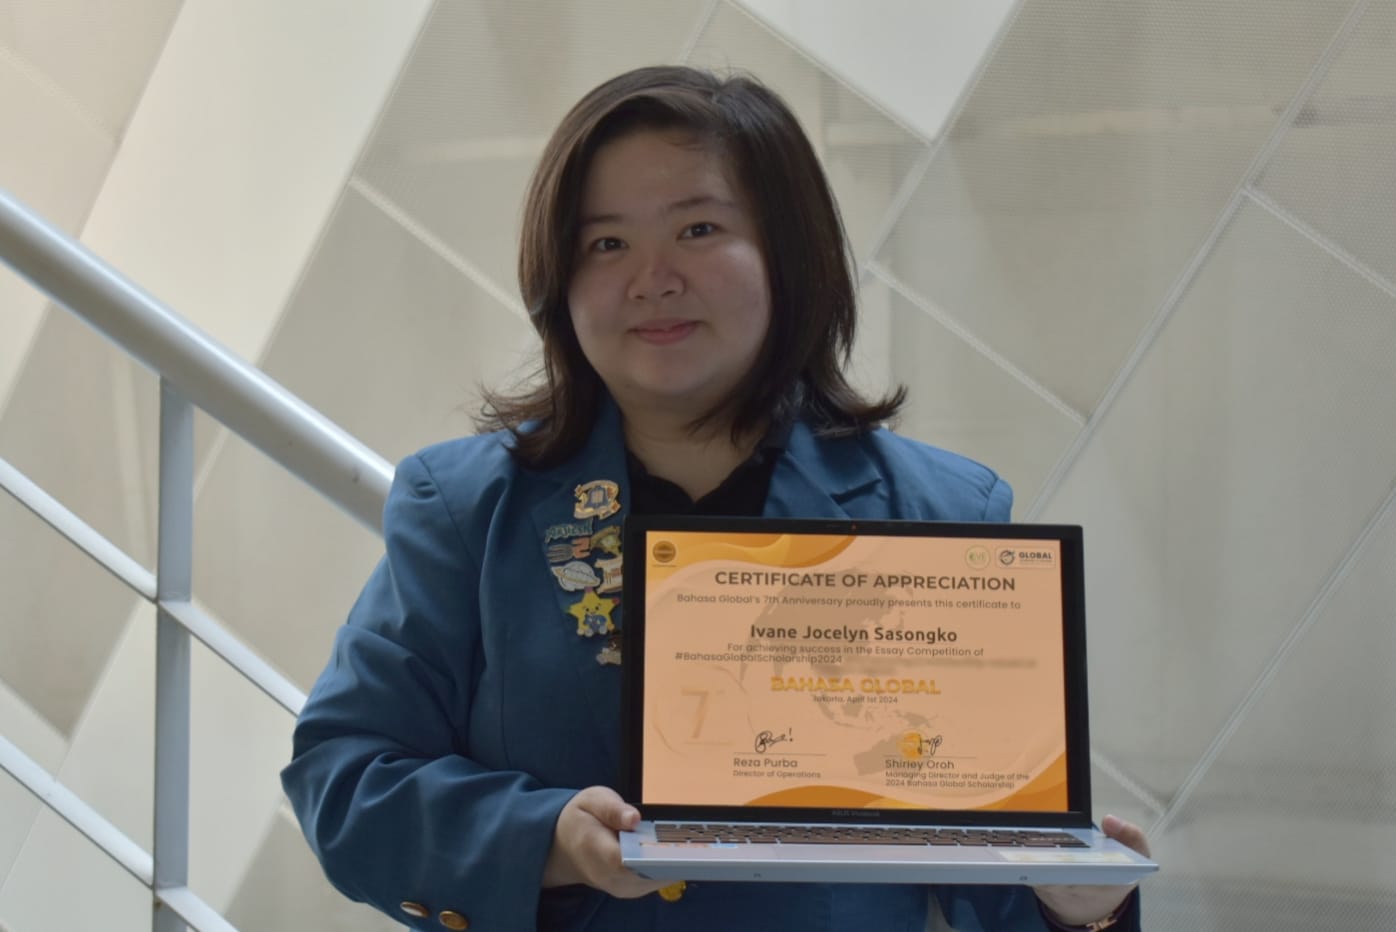 GLOBAL
CERTIFICATE OF APPRECIATION
Bahasa Global's 7th Anniversary proudly presents this certificate to
Ivane Jocelyn Sasongko
For achieving success in the Essay Competition of
#BahasaGlobalScholarship2024
BAHASA GLOBAL
Jakarta, April 1st 2024
7
Reza Purba
Shirley Oroh
Director of Operations
Managing Director and Judge of the
2024 Bahasa Global Scholarship